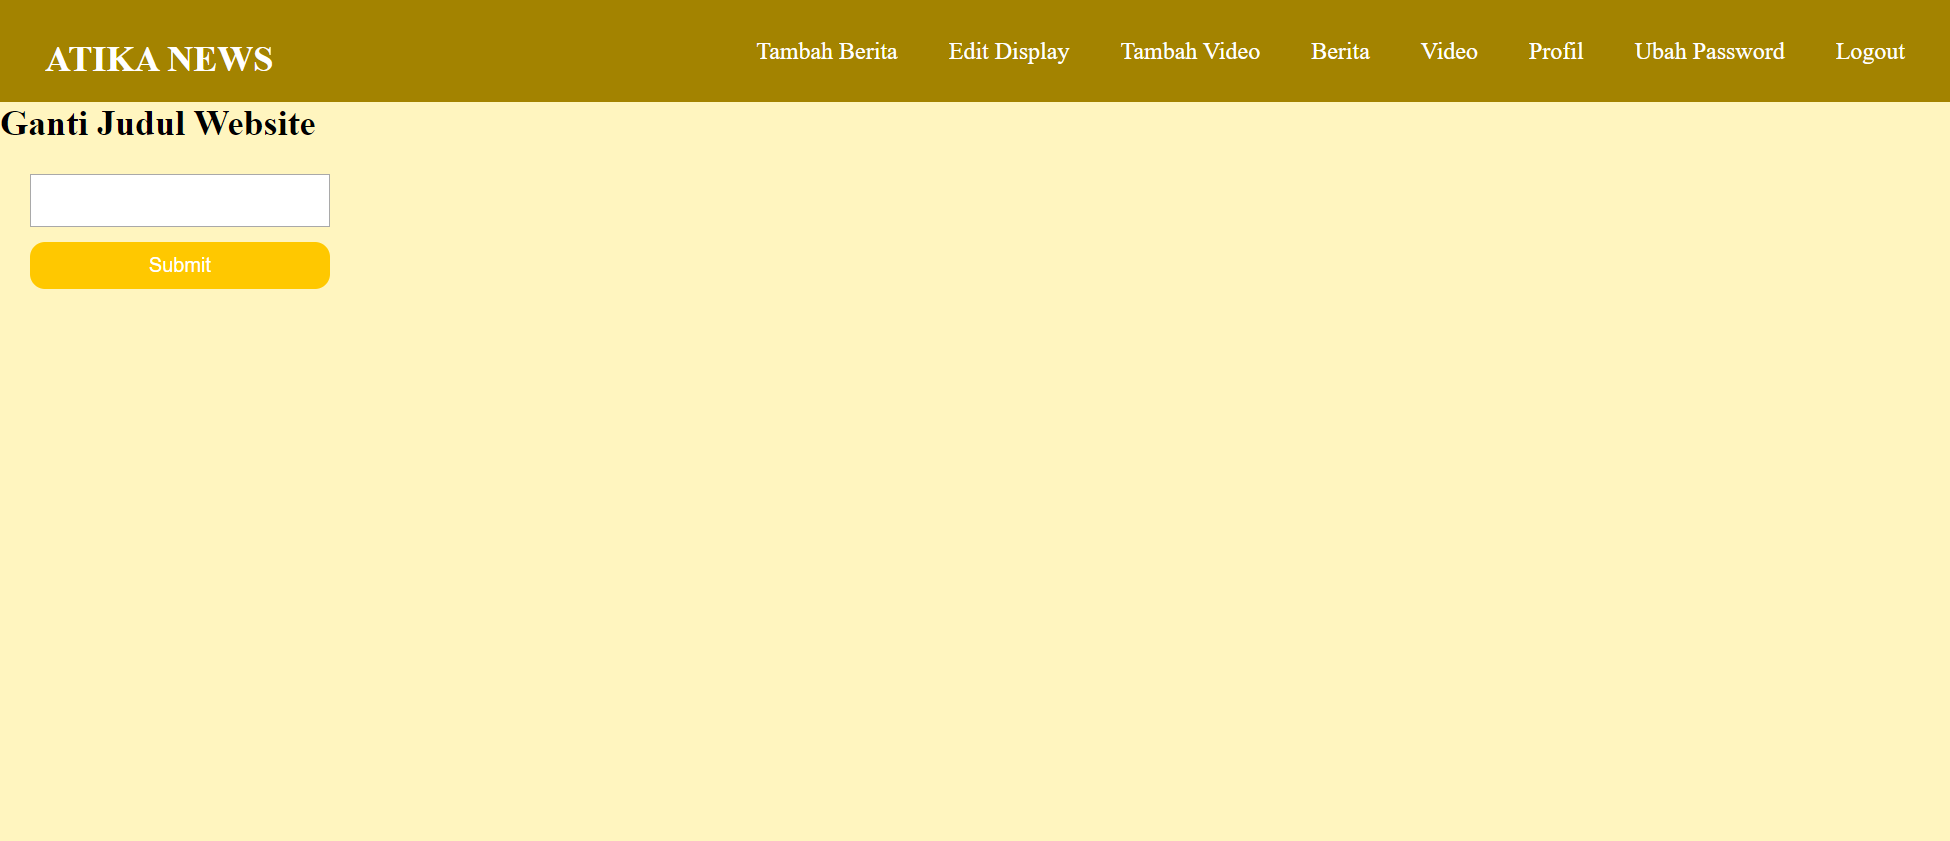 ATIKA NEWS
Tambah Berita Edit Display Tambah Video Berita Video Profil Ubah Password Logout
Ganti Judul Website
Submit